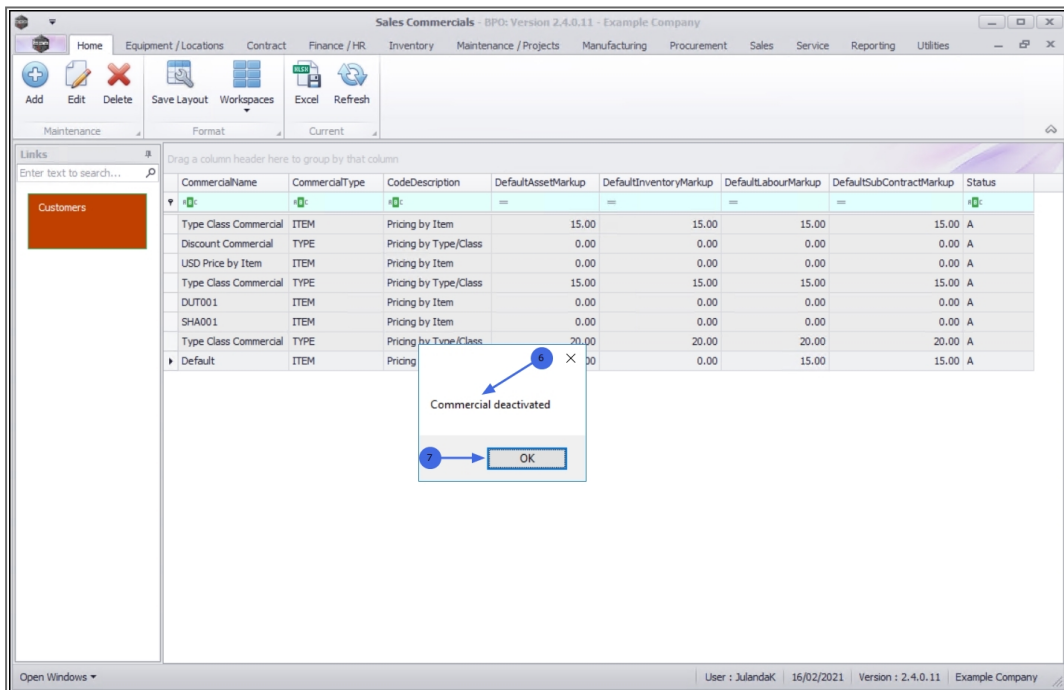 Sales Commercials - BPO: Version 2.4.0.11 - Example Company
Home Equipment / Locations Contract Finance / HR Inventory Maintenance / Projects Manufacturing Procurement Sales Service Reporting Utilities
Add Edit Delete Save Layout Workspaces Excel Refresh
Maintenance Format Current
Links
Drag a column header here to group by that column
Enter text to search...
CommercialName CommercialType CodeDescription DefaultAssetMarkup DefaultInventoryMarkup DefaultLabourMarkup DefaultSubContractMarkup Status
Customers
= = = =
Type Class Commercial ITEM Pricing by Item 15.00 15.00 15.00 15.00 A
Discount Commercial TYPE Pricing by Type/Class 0.00 0.00 0.00 0.00 A
USD Price by Item ITEM Pricing by Item 0.00 0.00 0.00 0.00 A
Type Class Commercial TYPE Pricing by Type/Class 15.00 15.00 15.00 15.00 A
DUT001 ITEM Pricing by Item 0.00 0.00 0.00 0.00 A
SHA001 ITEM Pricing by Item 0.00 0.00 0.00 0.00 A
Type Class Commercial TYPE Pricing by Type/Class 20.00 20.00 20.00 20.00 A
Default ITEM Pricing 0.00 15.00 15.00 A
6
Commercial deactivated
7 OK
Open Windows User : JulandaK 16/02/2021 Version : 2.4.0.11 Example Company